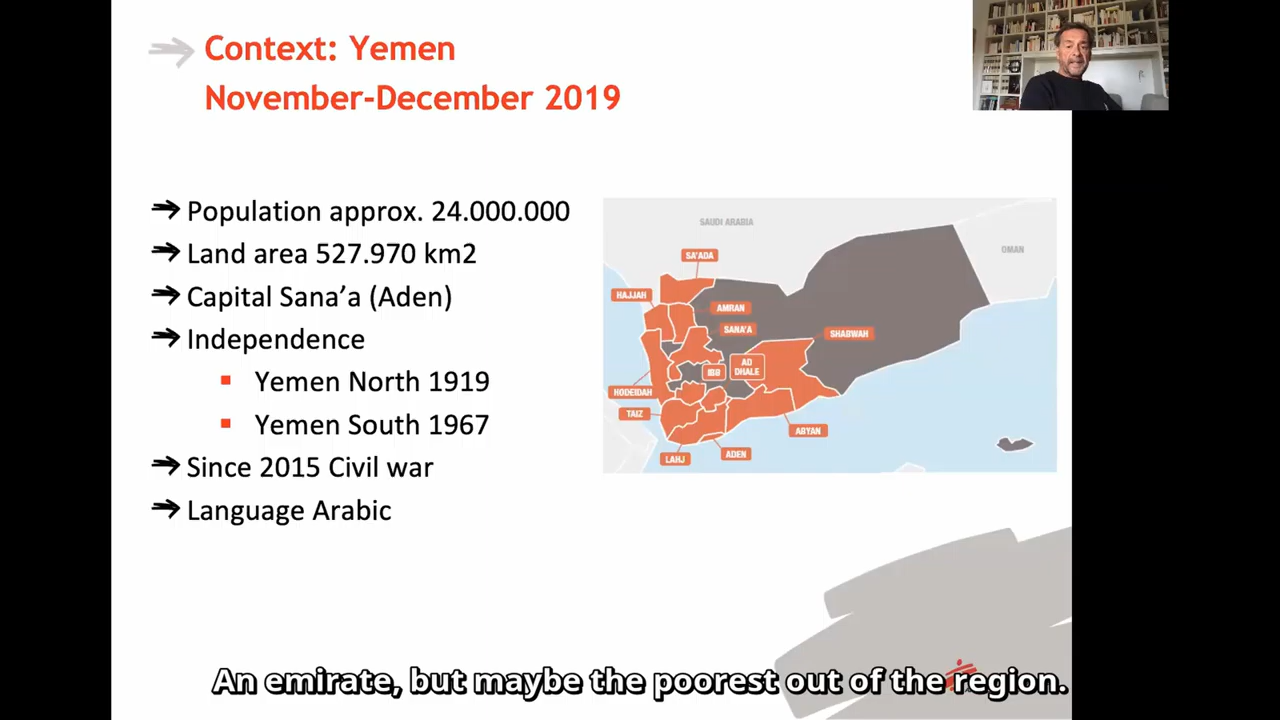 Context: Yemen
November-December 2019
Population approx. 24.000.000
Land area 527.970 km2
Capital Sana’a (Aden)
Independence
Yemen North 1919
Yemen South 1967
Since 2015 Civil war
Language Arabic
SAUDI ARABIA
OMAN
SA'ADA
HAJJAH
AMRAN
SANA'A
SHABWAH
IBB
AD
DHALE
HODEIDAH
TAIZ
ABYAN
LAHJ
ADEN
An emirate, but maybe the poorest out of the region.